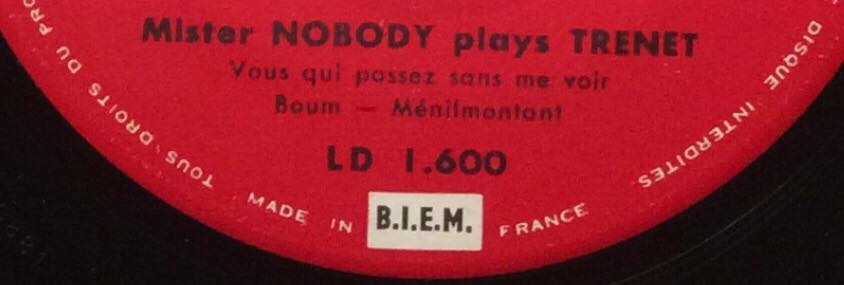 Mister NOBODY plays TRENET
Vous qui passez sans me voir
Boum — Ménilmontant
LD 1.600
DISQUE INTERDITES
TOUS DROITS DU
MADE IN B.I.E.M. FRANCE